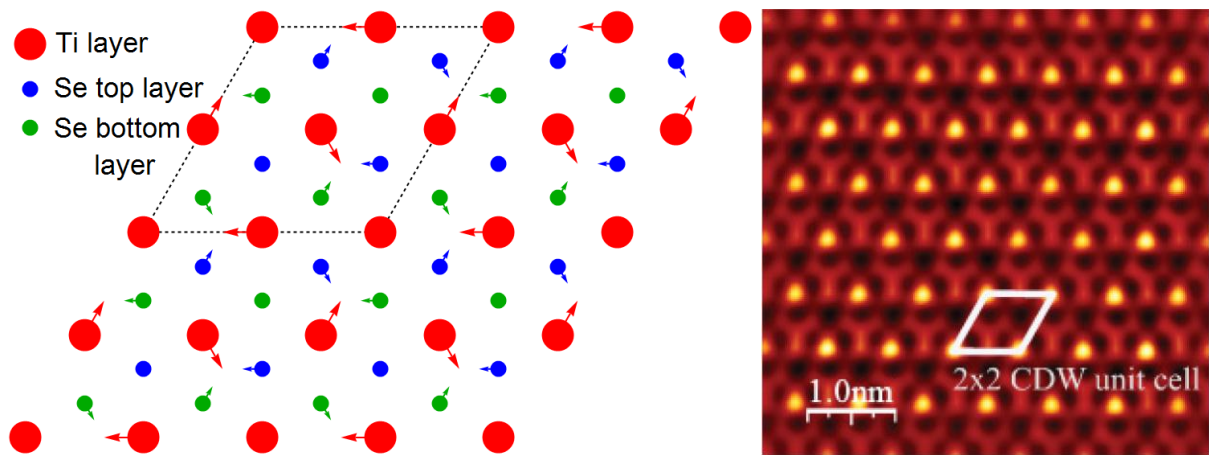 Ti layer
Se top layer
Se bottom
layer
2x2 CDW unit cell
1.0nm